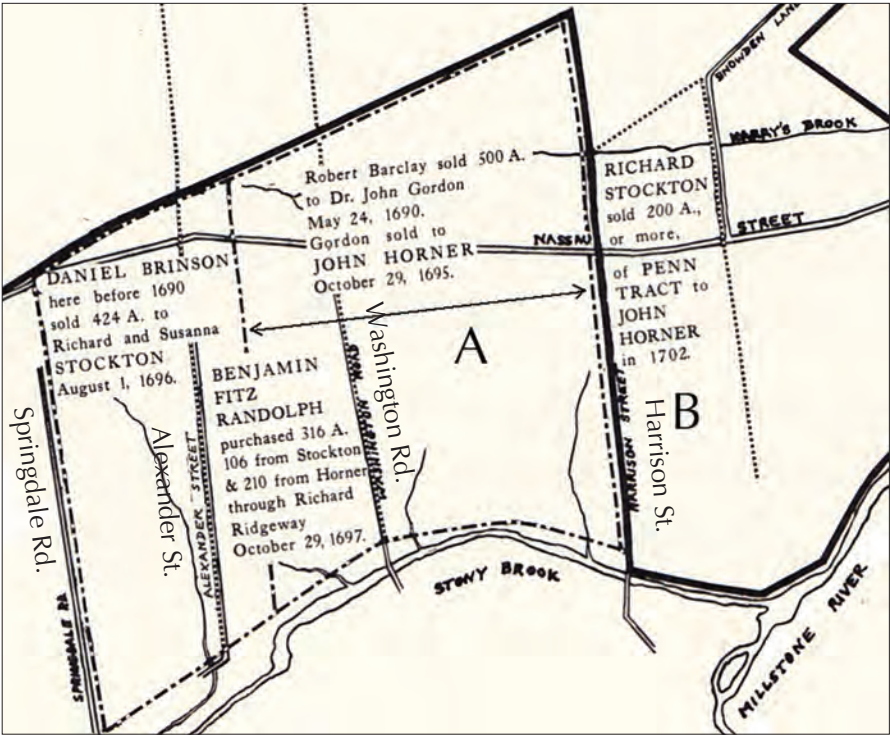 SNOWDEN LANE
HARRY'S BROOK
Robert Barclay sold 500 A.
to Dr. John Gordon
May 24, 1690.
Gordon sold to
JOHN HORNER
October 29, 1695.
NASSAU
STREET
RICHARD
STOCKTON
sold 200 A.,
or more,
of PENN
TRACT to
JOHN
HORNER
in 1702.
DANIEL BRINSON
here before 1690
sold 424 A. to
Richard and Susanna
STOCKTON
August 1, 1696.
BENJAMIN
FITZ
RANDOLPH
purchased 316 A.
106 from Stockton
& 210 from Horner
through Richard
Ridgeway
October 29, 1697.
A
B
Springdale Rd.
SPRINGDALE RD
Alexander St.
ALEXANDER STREET
Washington Rd.
WASHINGTON ROAD
Harrison St.
HARRISON STREET
STONY BROOK
MILLSTONE RIVER